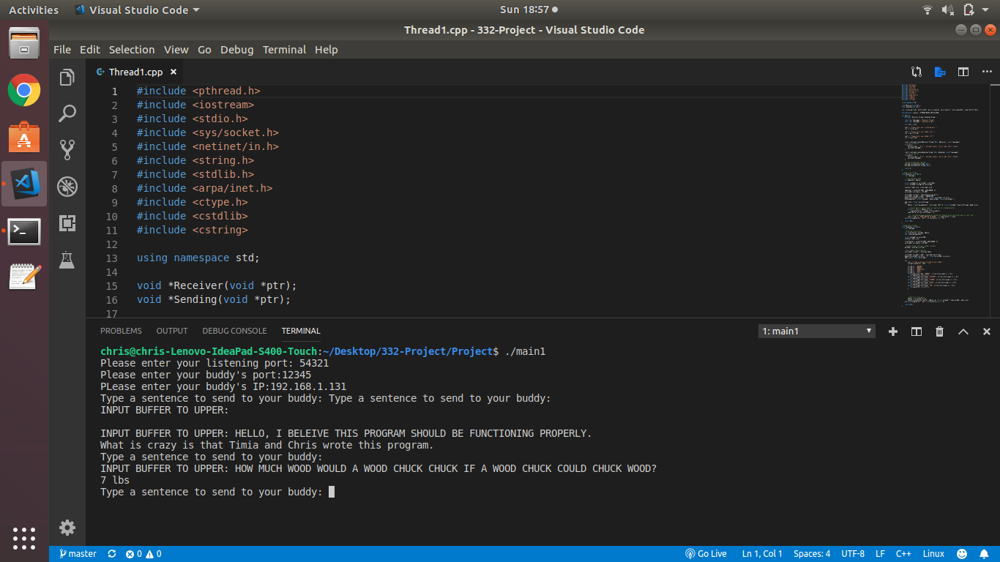 Activities Visual Studio Code Sun 18:57
Thread1.cpp - 332-Project - Visual Studio Code
File Edit Selection View Go Debug Terminal Help
Thread1.cpp
1 #include <pthread.h>
2 #include <iostream>
3 #include <stdio.h>
4 #include <sys/socket.h>
5 #include <netinet/in.h>
6 #include <string.h>
7 #include <stdlib.h>
8 #include <arpa/inet.h>
9 #include <ctype.h>
10 #include <cstdlib>
11 #include <cstring>
12
13 using namespace std;
14
15 void *Receiver(void *ptr);
16 void *Sending(void *ptr);
17
PROBLEMS OUTPUT DEBUG CONSOLE TERMINAL 1: main1
chris@chris-Lenovo-IdeaPad-S400-Touch:~/Desktop/332-Project/Project$ ./main1
Please enter your listening port: 54321
Please enter your buddy's port:12345
PLease enter your buddy's IP:192.168.1.131
Type a sentence to send to your buddy: Type a sentence to send to your buddy:
INPUT BUFFER TO UPPER:
INPUT BUFFER TO UPPER: HELLO, I BELEIVE THIS PROGRAM SHOULD BE FUNCTIONING PROPERLY.
What is crazy is that Timia and Chris wrote this program.
Type a sentence to send to your buddy:
INPUT BUFFER TO UPPER: HOW MUCH WOOD WOULD A WOOD CHUCK CHUCK IF A WOOD CHUCK COULD CHUCK WOOD?
7 lbs
Type a sentence to send to your buddy:
master 0 0 Go Live Ln 1, Col 1 Spaces: 4 UTF-8 LF C++ Linux